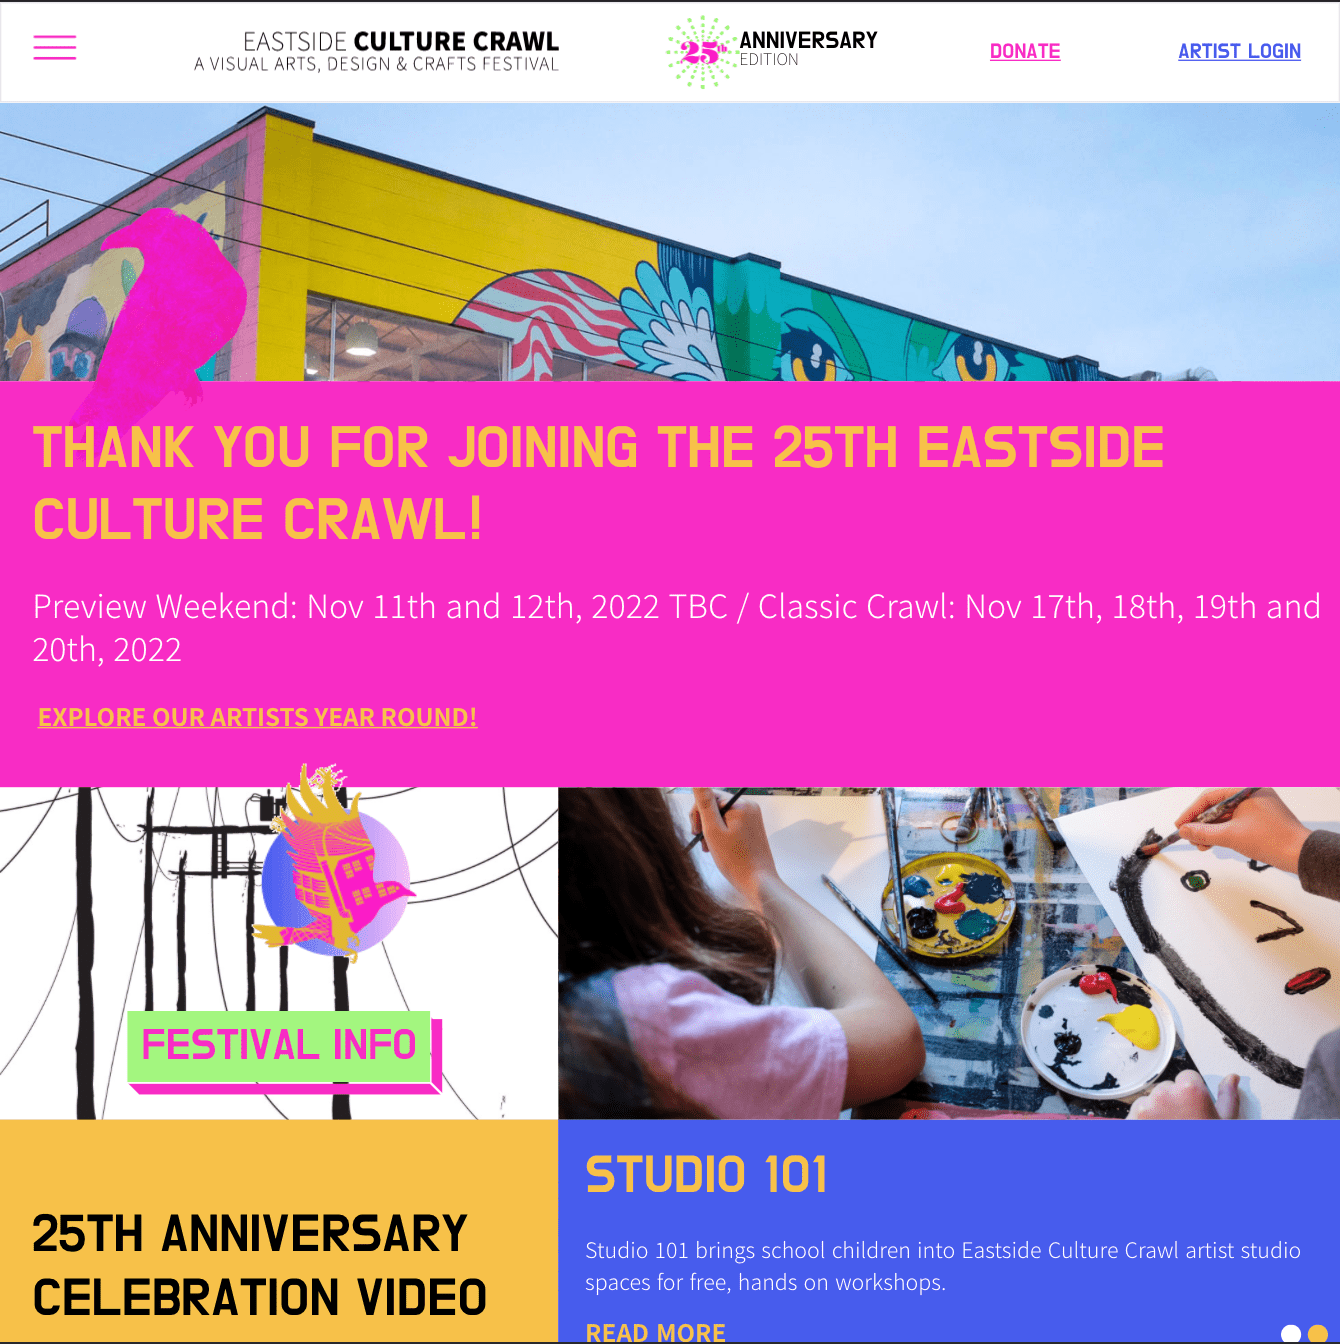 EASTSIDE CULTURE CRAWL
A VISUAL ARTS, DESIGN & CRAFTS FESTIVAL
25th ANNIVERSARY
EDITION
DONATE
ARTIST LOGIN
THANK YOU FOR JOINING THE 25TH EASTSIDE
CULTURE CRAWL!
Preview Weekend: Nov 11th and 12th, 2022 TBC / Classic Crawl: Nov 17th, 18th, 19th and
20th, 2022
EXPLORE OUR ARTISTS YEAR ROUND!
FESTIVAL INFO
25TH ANNIVERSARY
CELEBRATION VIDEO
STUDIO 101
Studio 101 brings school children into Eastside Culture Crawl artist studio
spaces for free, hands on workshops.
READ MORE